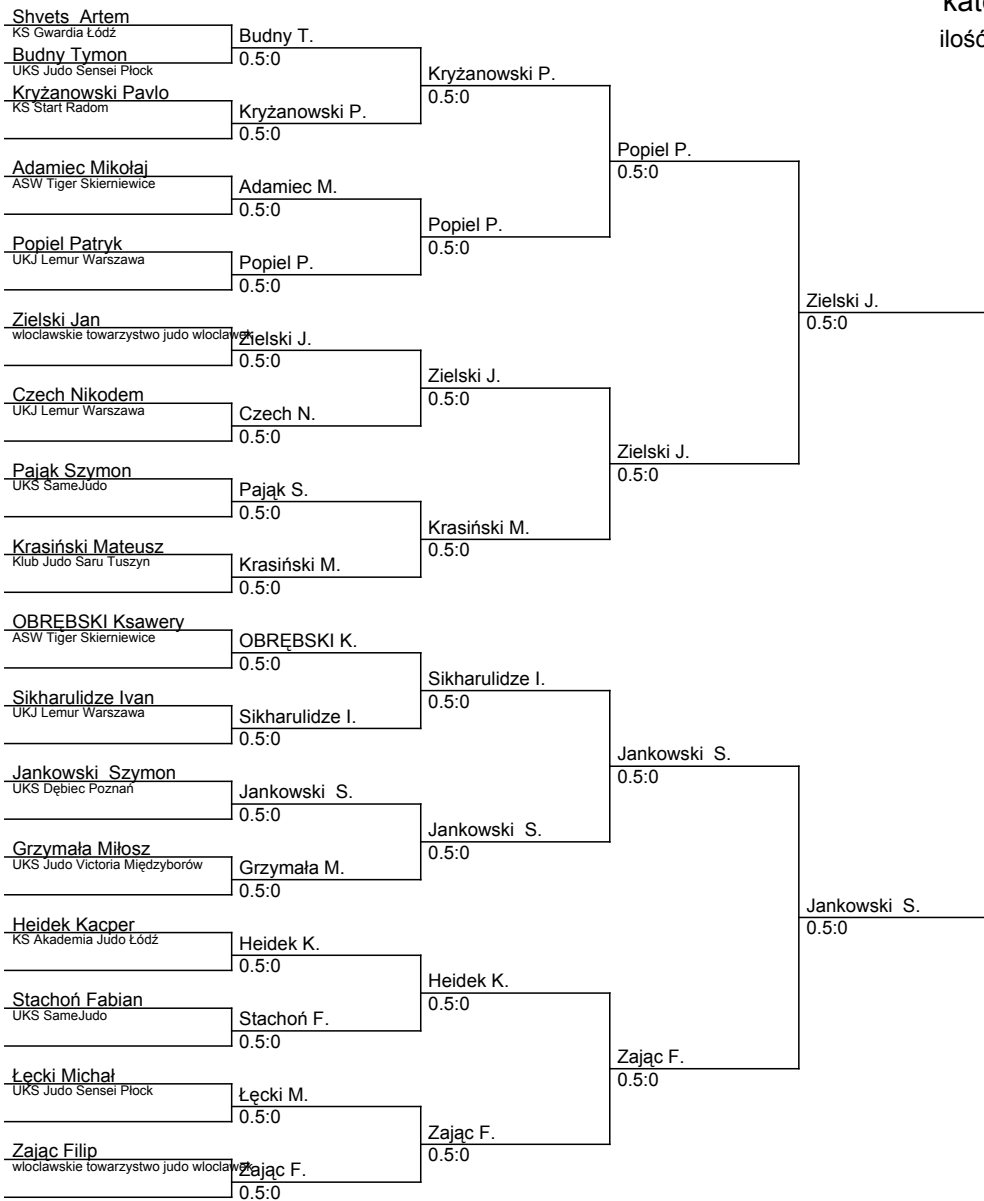 kat
ilość
Shvets  Artem
KS Gwardia Łódź
Budny Tymon
UKS Judo Sensei Płock
Kryżanowski Pavlo
KS Start Radom
Adamiec Mikołaj
ASW Tiger Skierniewice
Popiel Patryk
UKJ Lemur Warszawa
Zielski Jan
wloclawskie towarzystwo judo wloclawek
Czech Nikodem
UKJ Lemur Warszawa
Pająk Szymon
UKS SameJudo
Krasiński Mateusz
Klub Judo Saru Tuszyn
OBRĘBSKI Ksawery
ASW Tiger Skierniewice
Sikharulidze Ivan
UKJ Lemur Warszawa
Jankowski  Szymon
UKS Dębiec Poznań
Grzymała Miłosz
UKS Judo Victoria Międzyborów
Heidek Kacper
KS Akademia Judo Łódź
Stachoń Fabian
UKS SameJudo
Łęcki Michał
UKS Judo Sensei Płock
Zając Filip
wloclawskie towarzystwo judo wloclawek
Budny T.
0.5:0
Kryżanowski P.
0.5:0
Adamiec M.
0.5:0
Popiel P.
0.5:0
Zielski J.
0.5:0
Czech N.
0.5:0
Pająk S.
0.5:0
Krasiński M.
0.5:0
OBRĘBSKI K.
0.5:0
Sikharulidze I.
0.5:0
Jankowski  S.
0.5:0
Grzymała M.
0.5:0
Heidek K.
0.5:0
Stachoń F.
0.5:0
Łęcki M.
0.5:0
Zając F.
0.5:0
Kryżanowski P.
0.5:0
Popiel P.
0.5:0
Zielski J.
0.5:0
Krasiński M.
0.5:0
Sikharulidze I.
0.5:0
Jankowski  S.
0.5:0
Heidek K.
0.5:0
Zając F.
0.5:0
Popiel P.
0.5:0
Zielski J.
0.5:0
Jankowski  S.
0.5:0
Zając F.
0.5:0
Zielski J.
0.5:0
Jankowski  S.
0.5:0